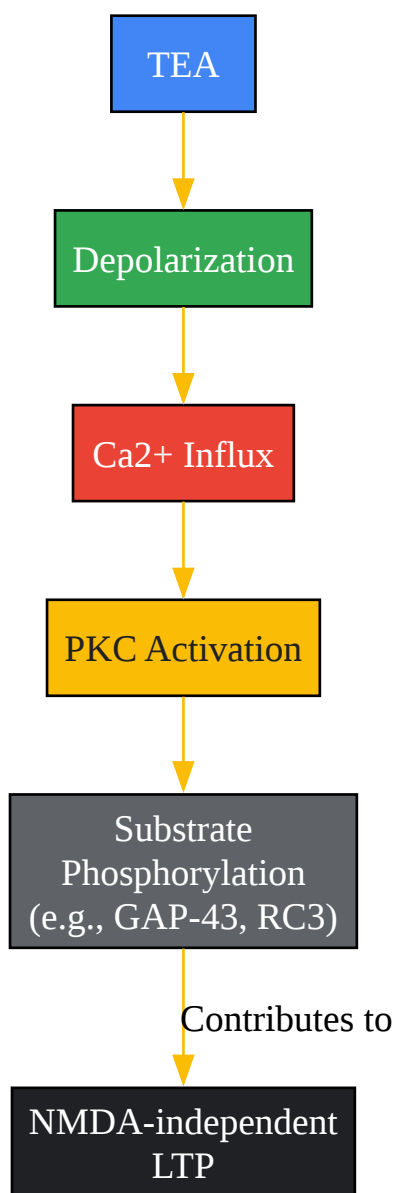 TEA
Depolarization
Ca2+ Influx
PKC Activation
Substrate
Phosphorylation
(e.g., GAP-43, RC3)
Contributes to
NMDA-independent
LTP